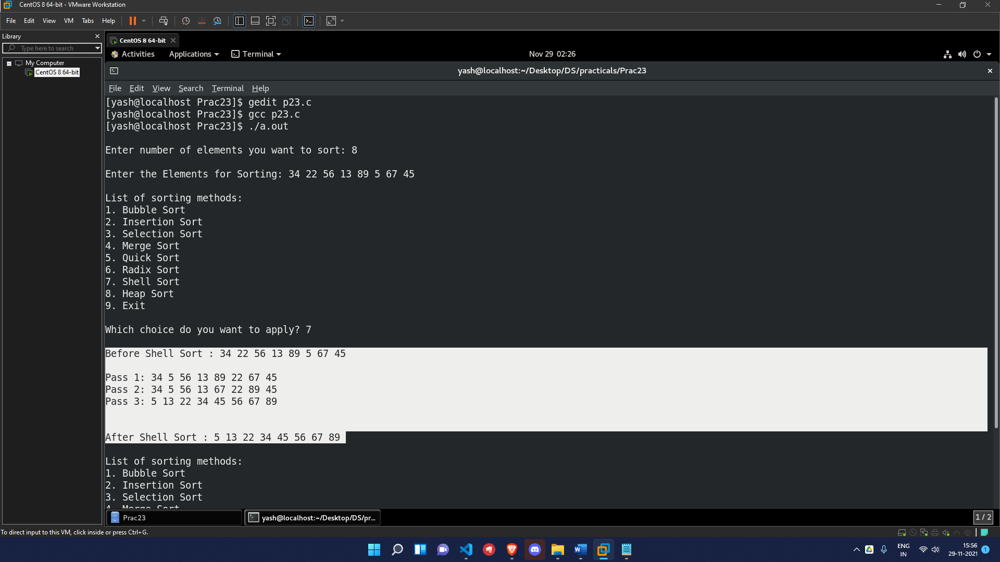 CentOS 8 64-bit - VMware Workstation
File Edit View VM Tabs Help
Library
Type here to search
My Computer
CentOS 8 64-bit
CentOS 8 64-bit
Activities Applications Terminal Nov 29 02:26
yash@localhost:~/Desktop/DS/practicals/Prac23
File Edit View Search Terminal Help
[yash@localhost Prac23]$ gedit p23.c
[yash@localhost Prac23]$ gcc p23.c
[yash@localhost Prac23]$ ./a.out
Enter number of elements you want to sort: 8
Enter the Elements for Sorting: 34 22 56 13 89 5 67 45
List of sorting methods:
1. Bubble Sort
2. Insertion Sort
3. Selection Sort
4. Merge Sort
5. Quick Sort
6. Radix Sort
7. Shell Sort
8. Heap Sort
9. Exit
Which choice do you want to apply? 7
Before Shell Sort : 34 22 56 13 89 5 67 45
Pass 1: 34 5 56 13 89 22 67 45
Pass 2: 34 5 56 13 67 22 89 45
Pass 3: 5 13 22 34 45 56 67 89
After Shell Sort : 5 13 22 34 45 56 67 89
List of sorting methods:
1. Bubble Sort
2. Insertion Sort
3. Selection Sort
4. Merge Sort
Prac23
yash@localhost:~/Desktop/DS/pr...
1 / 2
To direct input to this VM, click inside or press Ctrl+G.
ENG
IN
15:56
29-11-2021
1